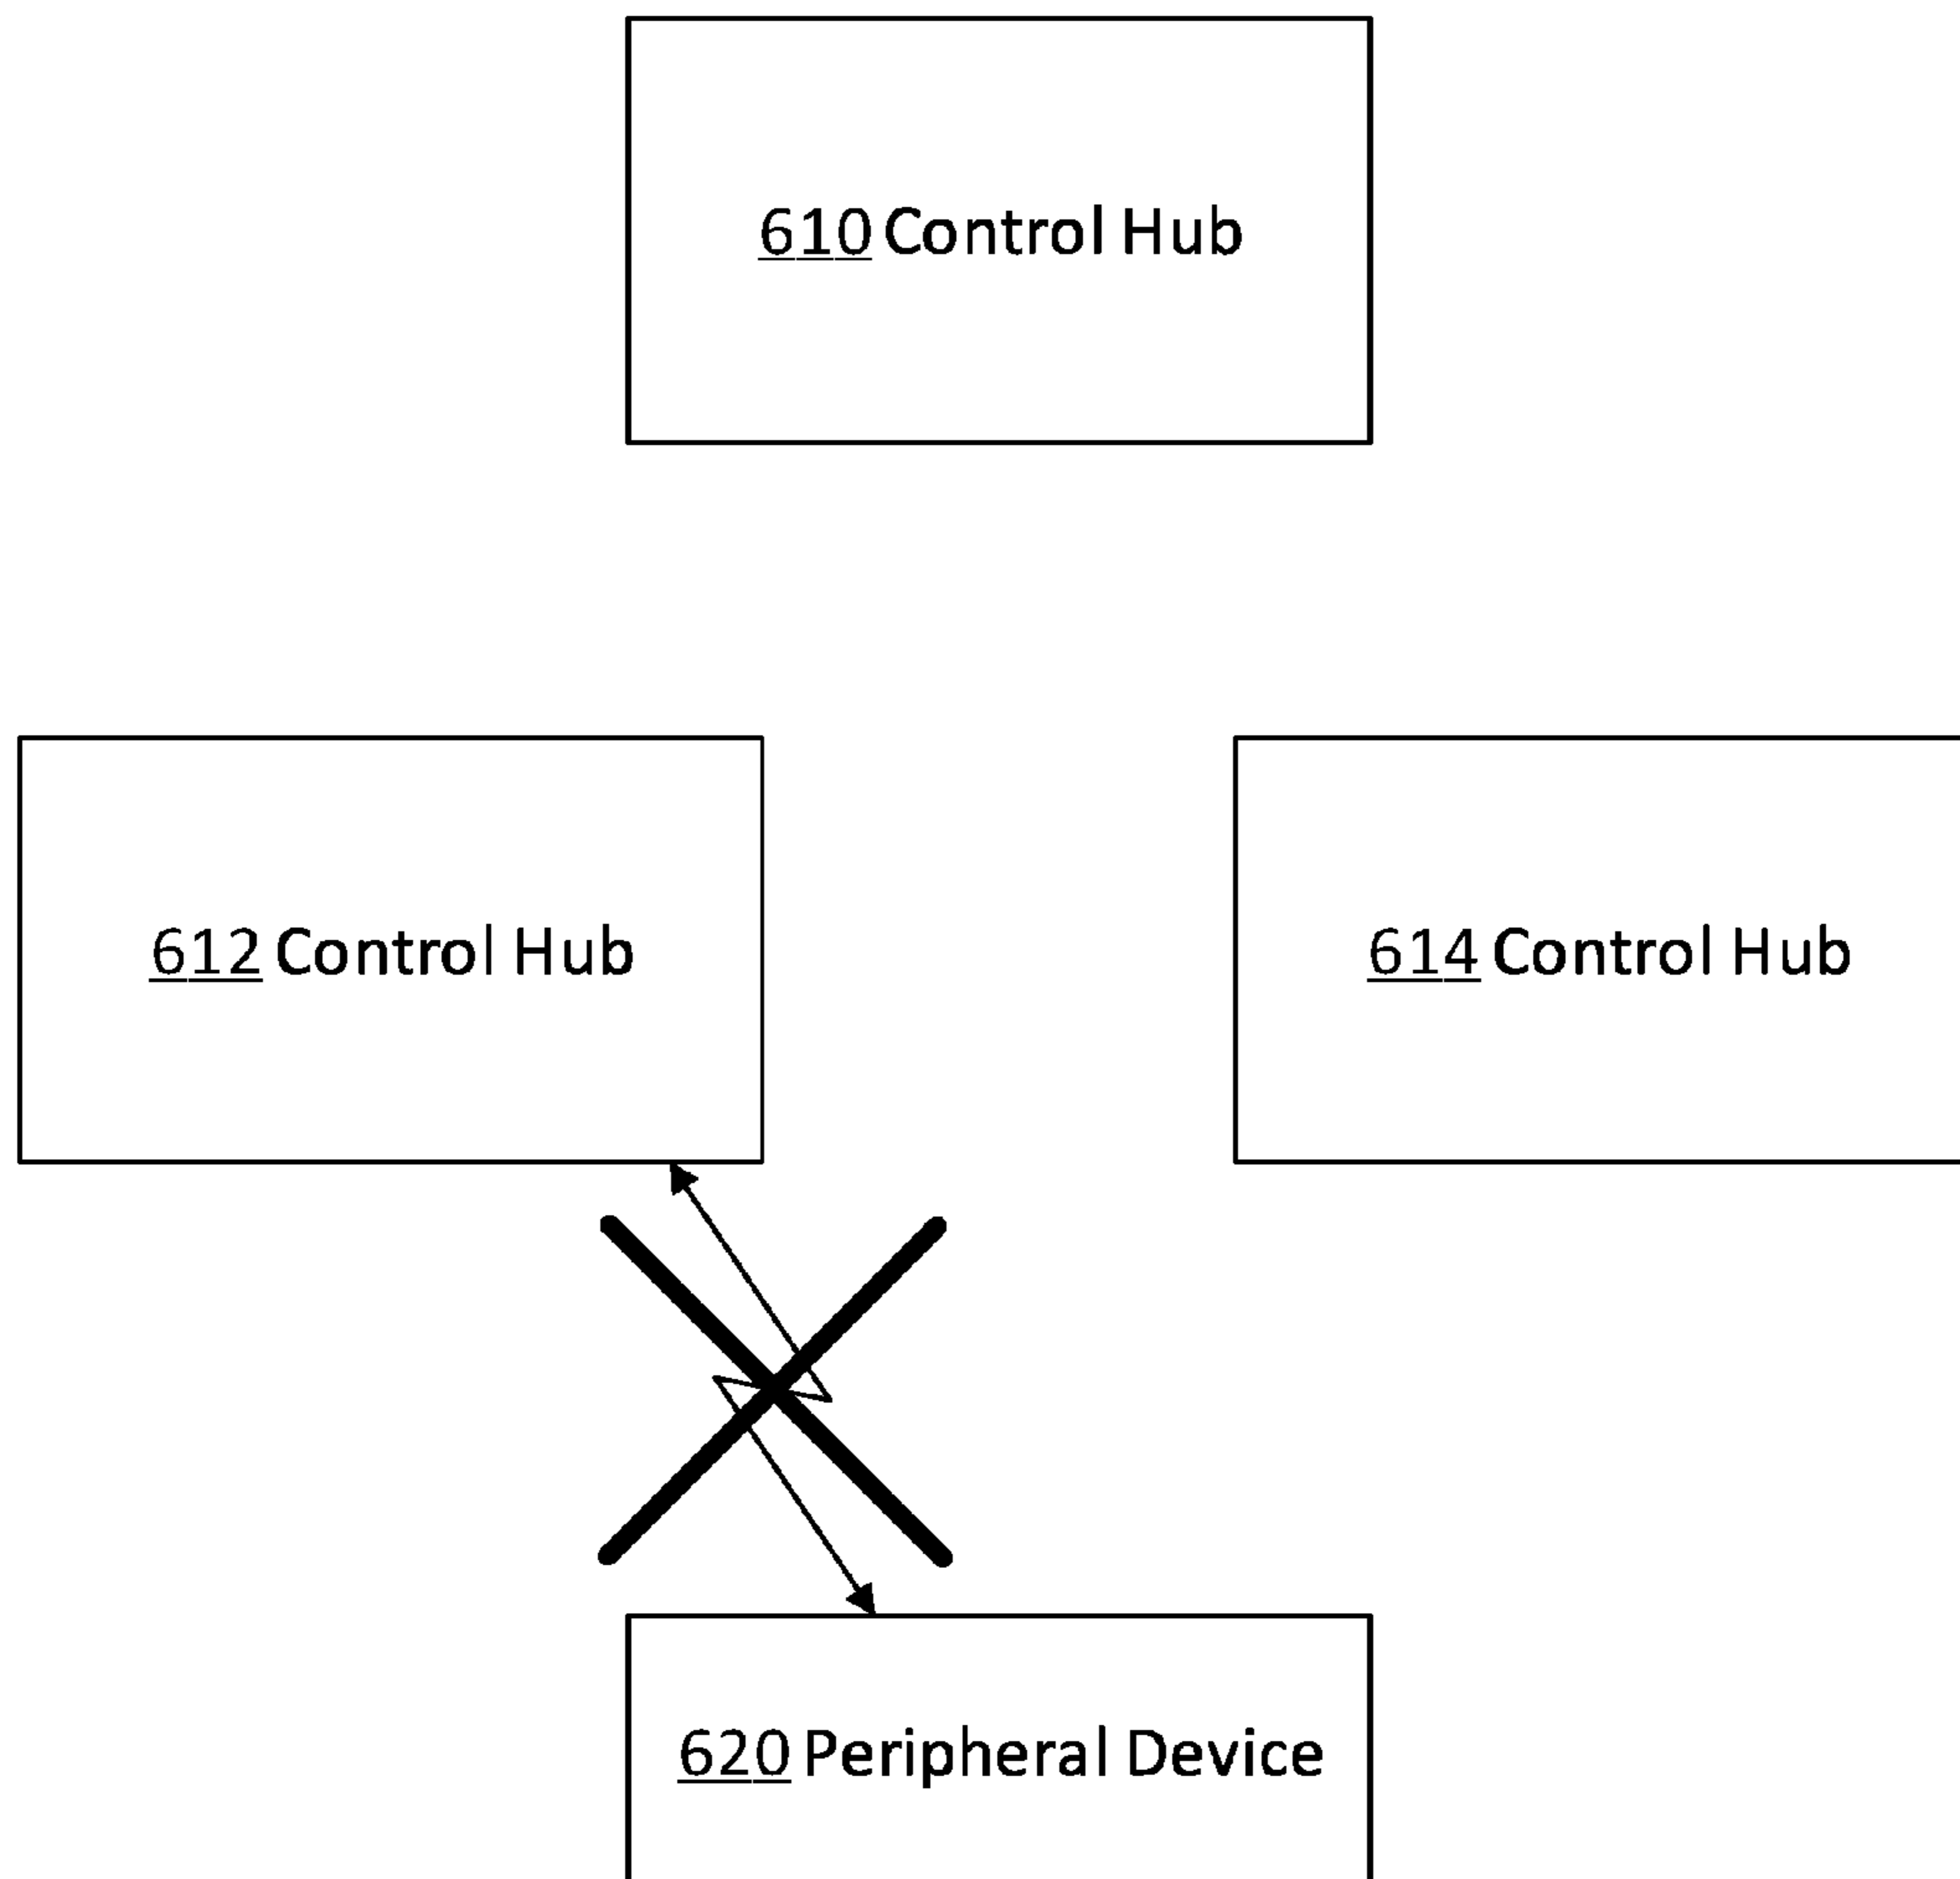 610 Control Hub
612 Control Hub
614 Control Hub
620 Peripheral Device